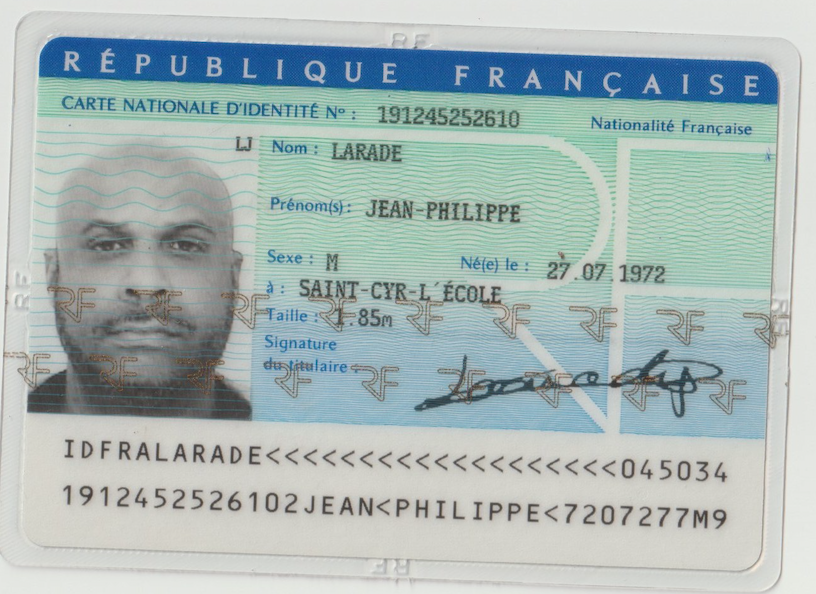 RÉPUBLIQUE FRANÇAISE
CARTE NATIONALE D'IDENTITÉ Nº : 191245252610 Nationalité Française
LJ Nom : LARADE
Prénom(s) : JEAN-PHILIPPE
Sexe : M Né(e) le : 27.07.1972
à : SAINT-CYR-L'ÉCOLE
Taille : 1.85m
Signature
du titulaire
IDFRALARADE<<<<<<<<<<<<<<<<<<<045034
1912452526102JEAN<PHILIPPE<7207277M9